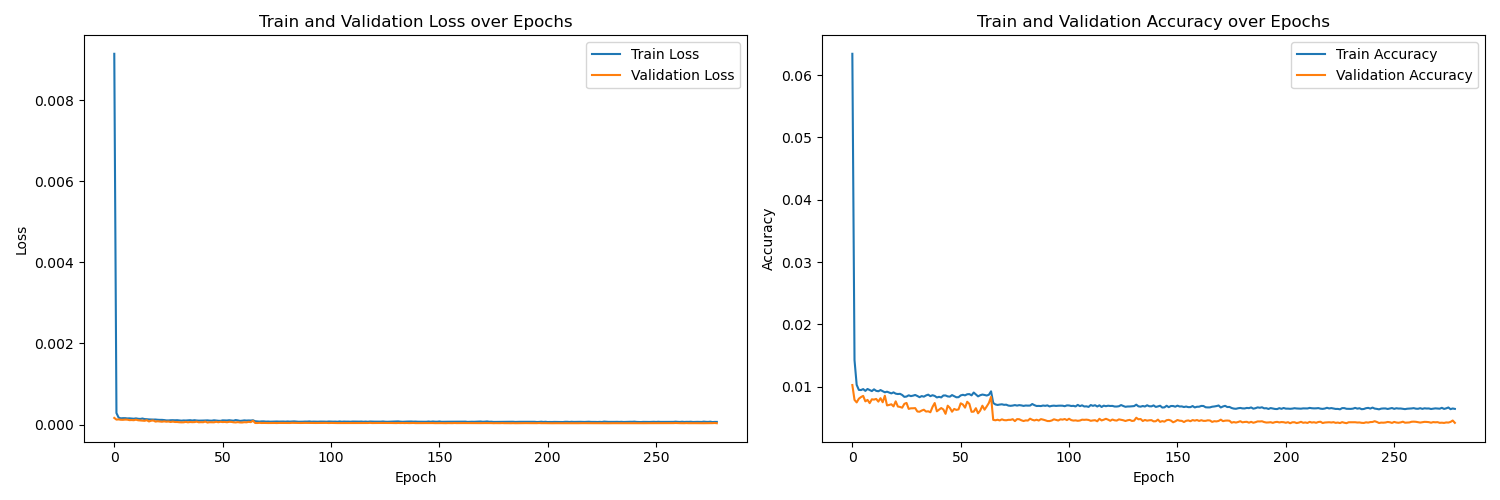 Train and Validation Loss over Epochs
Train Loss
Validation Loss
0.008
0.006
0.004
0.002
0.000
Loss
0
50
100
150
200
250
Epoch
Train and Validation Accuracy over Epochs
Train Accuracy
Validation Accuracy
0.06
0.05
0.04
0.03
0.02
0.01
Accuracy
0
50
100
150
200
250
Epoch